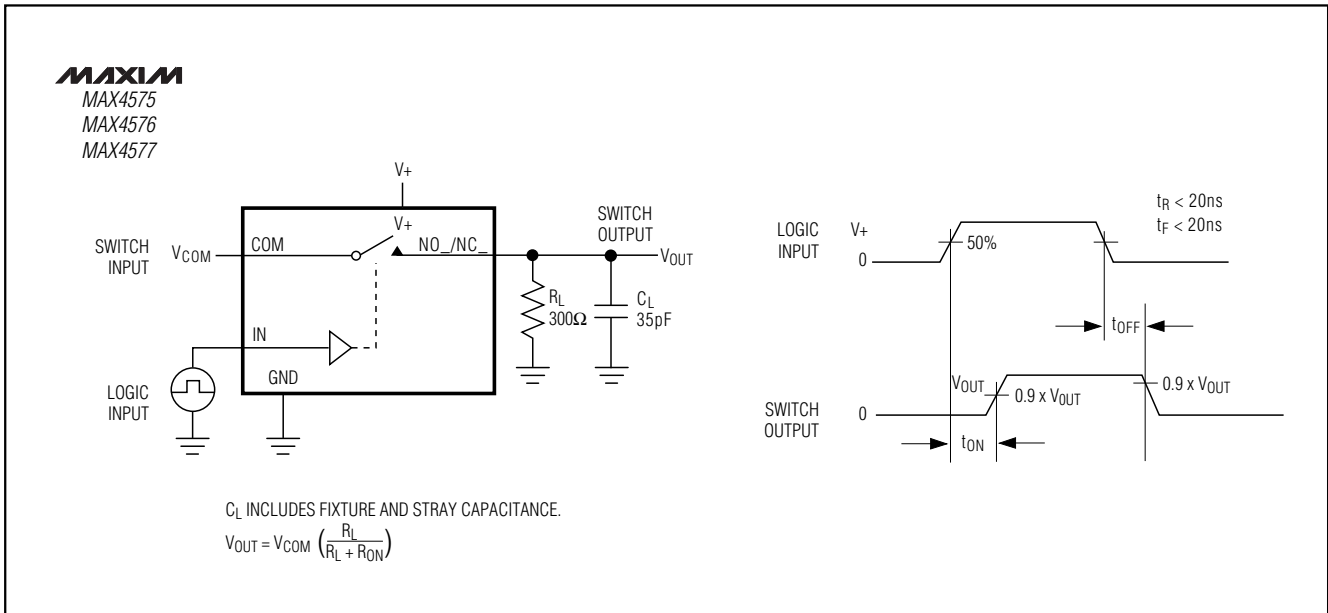 MAXIM
MAX4575
MAX4576
MAX4577
V+
V+
SWITCH
INPUT
VCOM
COM
NO_/NC_
SWITCH
OUTPUT
VOUT
RL
300Ω
CL
35pF
IN
GND
LOGIC
INPUT
CL INCLUDES FIXTURE AND STRAY CAPACITANCE.
VOUT = VCOM (RL / RL + RON)
tR < 20ns
tF < 20ns
LOGIC
INPUT
V+
0
50%
tOFF
SWITCH
OUTPUT
VOUT
0
0.9 x VOUT
0.9 x VOUT
tON